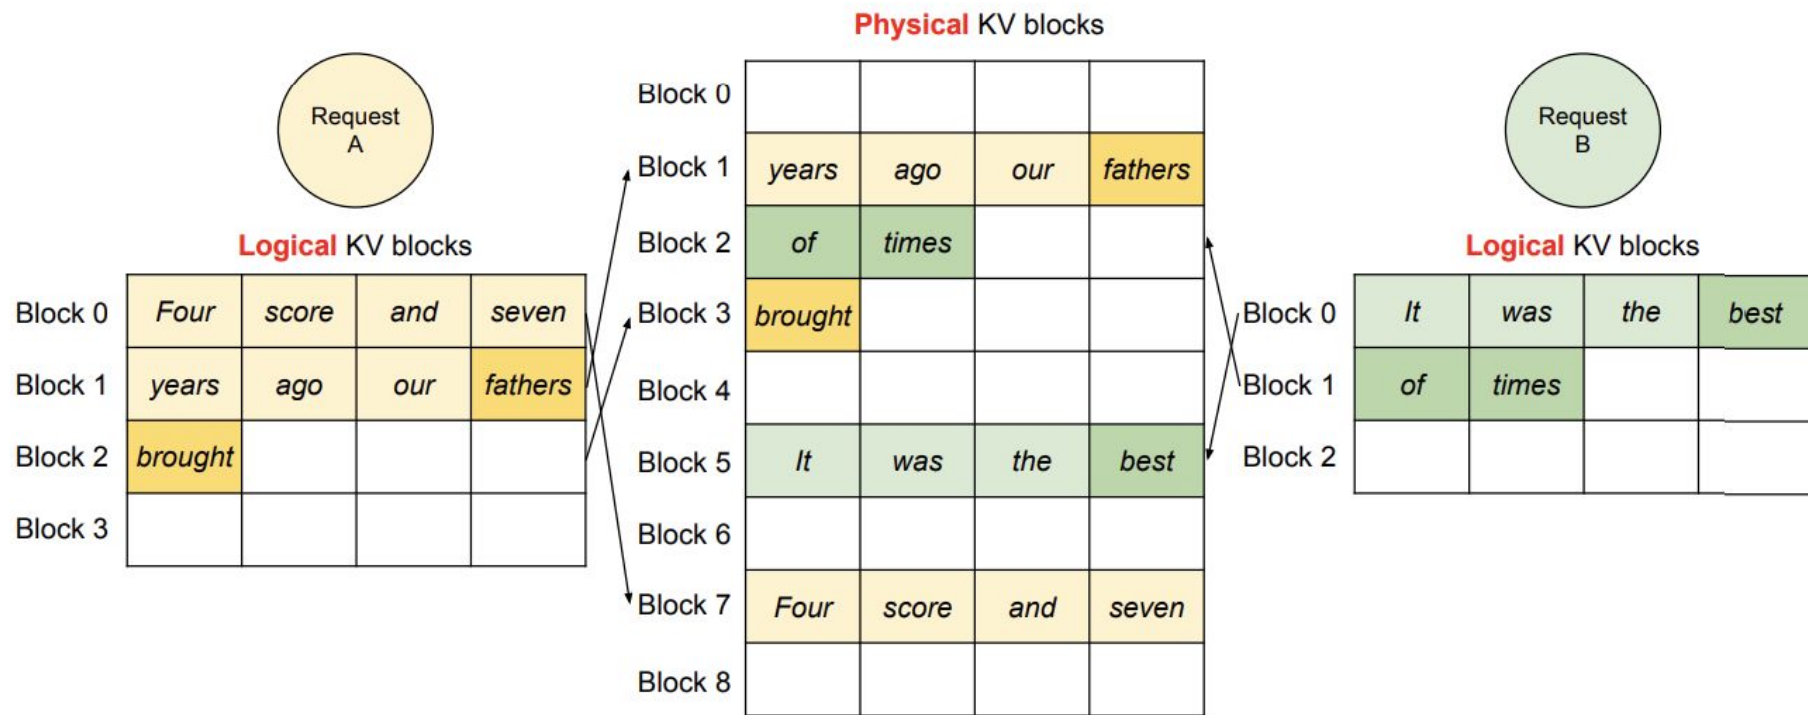 Physical KV blocks
Request
A
Logical KV blocks
Block 0 Four score and seven
Block 1 years ago our fathers
Block 2 brought
Block 3
Block 0
Block 1 years ago our fathers
Block 2 of times
Block 3 brought
Block 4
Block 5 It was the best
Block 6
Block 7 Four score and seven
Block 8
Request
B
Logical KV blocks
Block 0 It was the best
Block 1 of times
Block 2